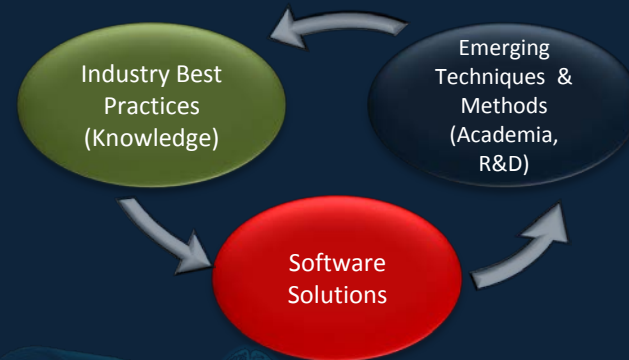 Industry Best
Practices
(Knowledge)
Emerging
Techniques &
Methods
(Academia,
R&D)
Software
Solutions